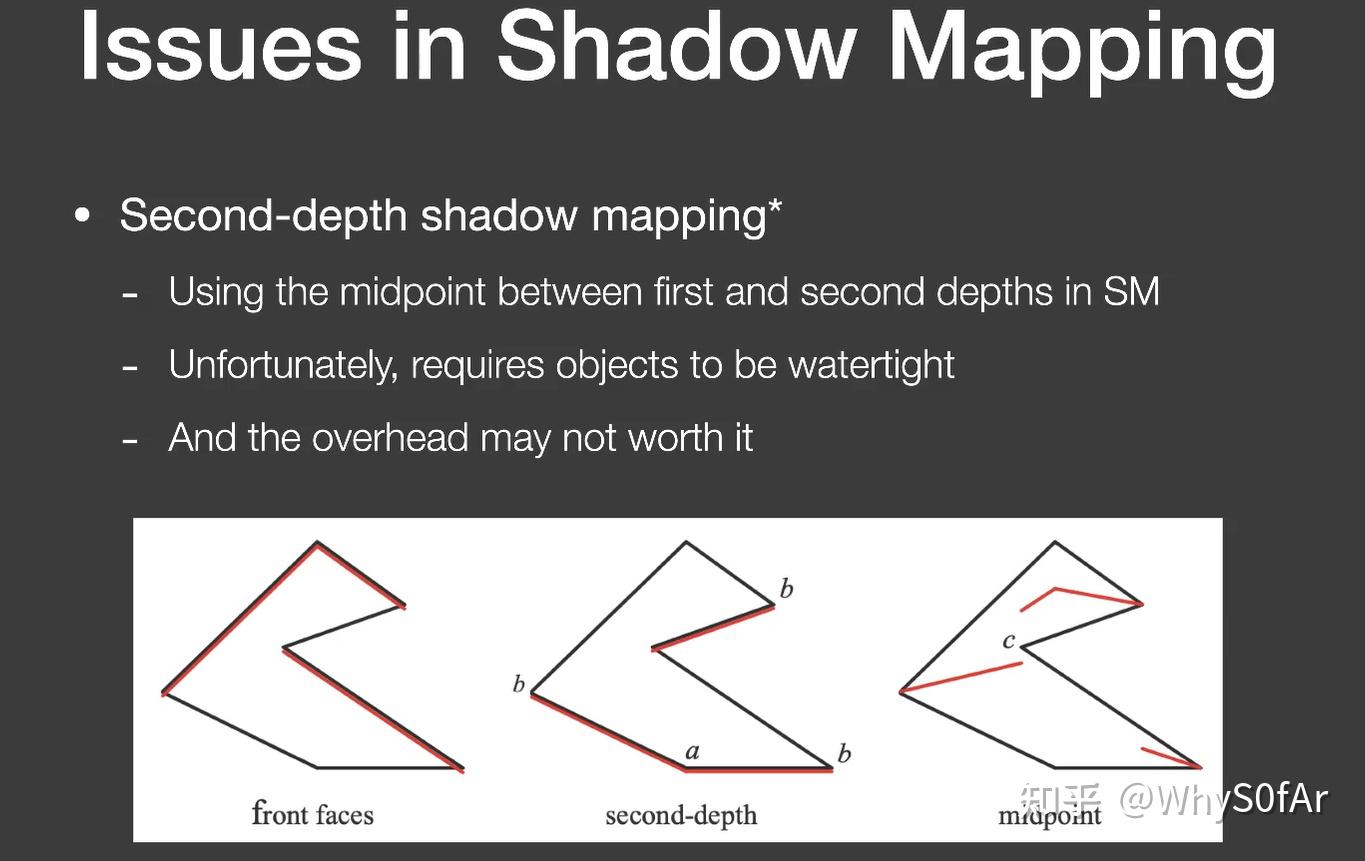 Issues in Shadow Mapping
• Second-depth shadow mapping*
- Using the midpoint between first and second depths in SM
- Unfortunately, requires objects to be watertight
- And the overhead may not worth it
b
c
b
a
b
front faces
second-depth
midpoint
知乎 @WhyS0fAr